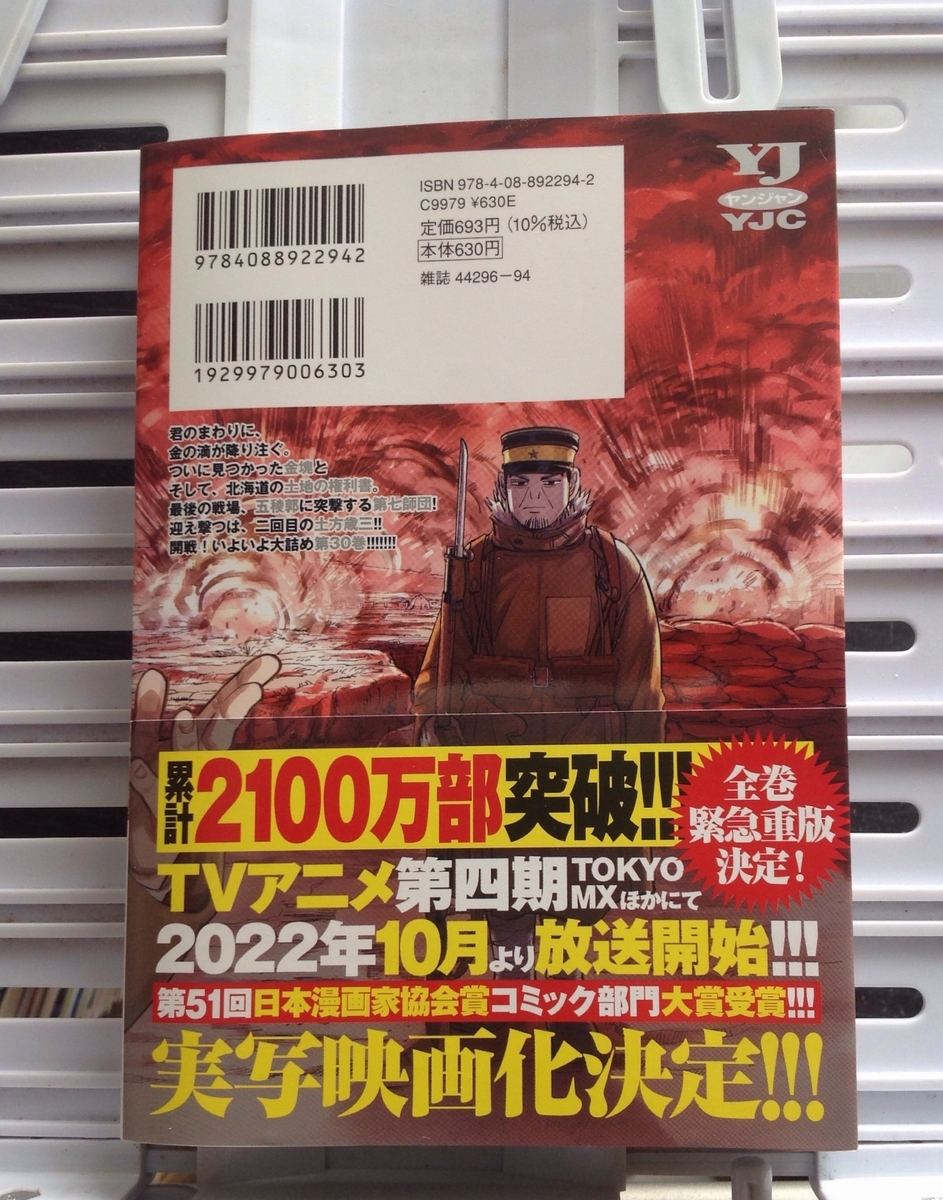 ISBN 978-4-08-892294-2
C9979 ¥630E
定価693円(10%税込)
本体630円
雑誌 44296-94
9784088922942
1929979006303
YJ
ヤンジャン
YJC
君のまわりに、
金の滴が降り注ぐ。
ついに見つかった金塊と
そして、北海道の土地の権利書。
最後の戦場、五稜郭に突撃する第七師団!
迎え撃つは、二回目の土方歳三!!
開戦!いよいよ大詰め第30巻!!!!!!!
累計2100万部突破!!!
全巻
緊急重版
決定!
TVアニメ第四期TOKYO
MXほかにて
2022年10月より放送開始!!!
第51回日本漫画家協会賞コミック部門大賞受賞!!!
実写映画化決定!!!